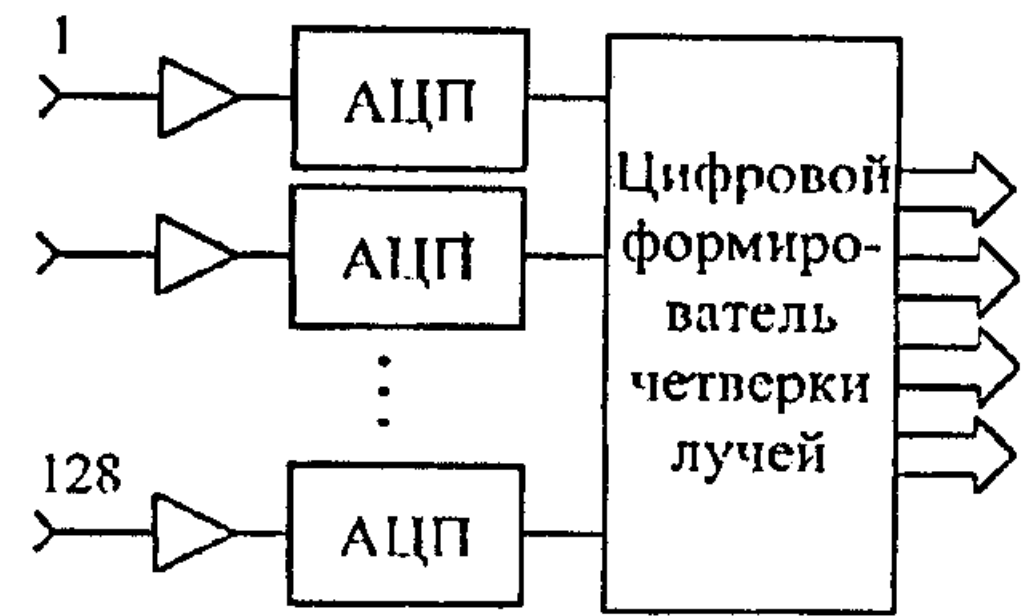 1
АЦП
АЦП
128
АЦП
Цифровой
формиро-
ватель
четверки
лучей